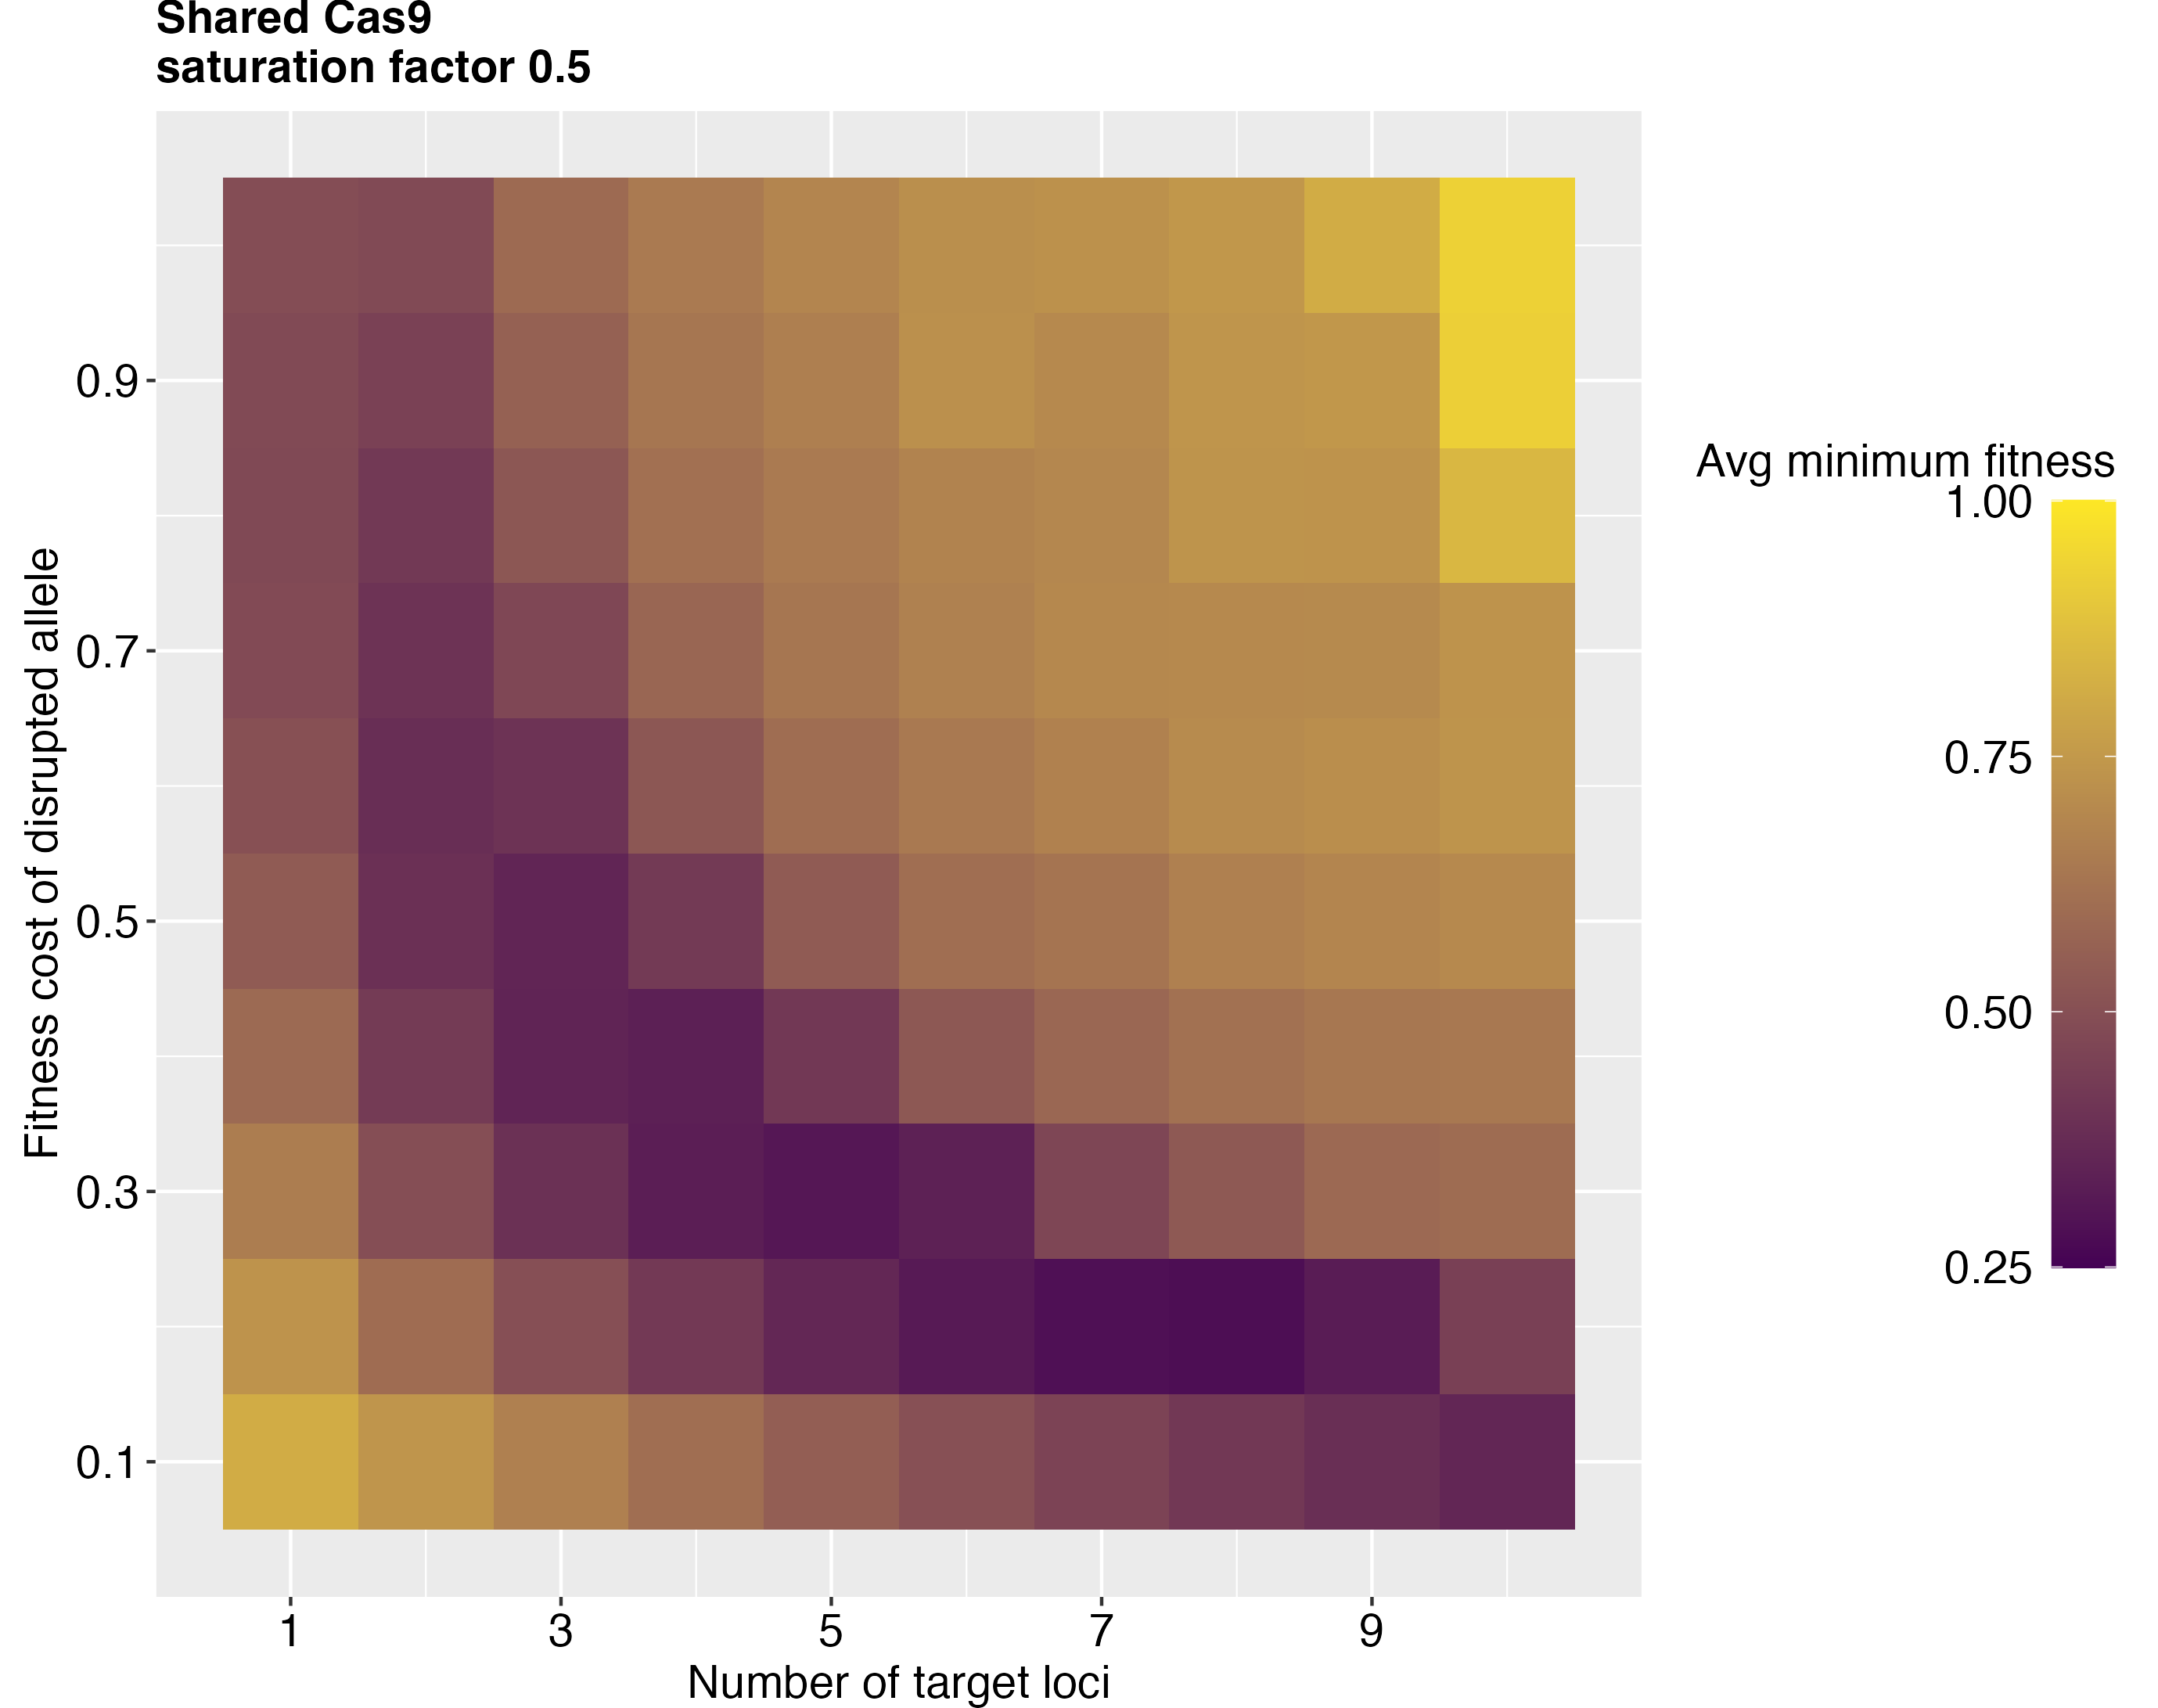 Shared Cas9
saturation factor 0.5
Fitness cost of disrupted allele
0.9
0.7
0.5
0.3
0.1
1 3 5 7 9
Number of target loci
Avg minimum fitness
1.00
0.75
0.50
0.25